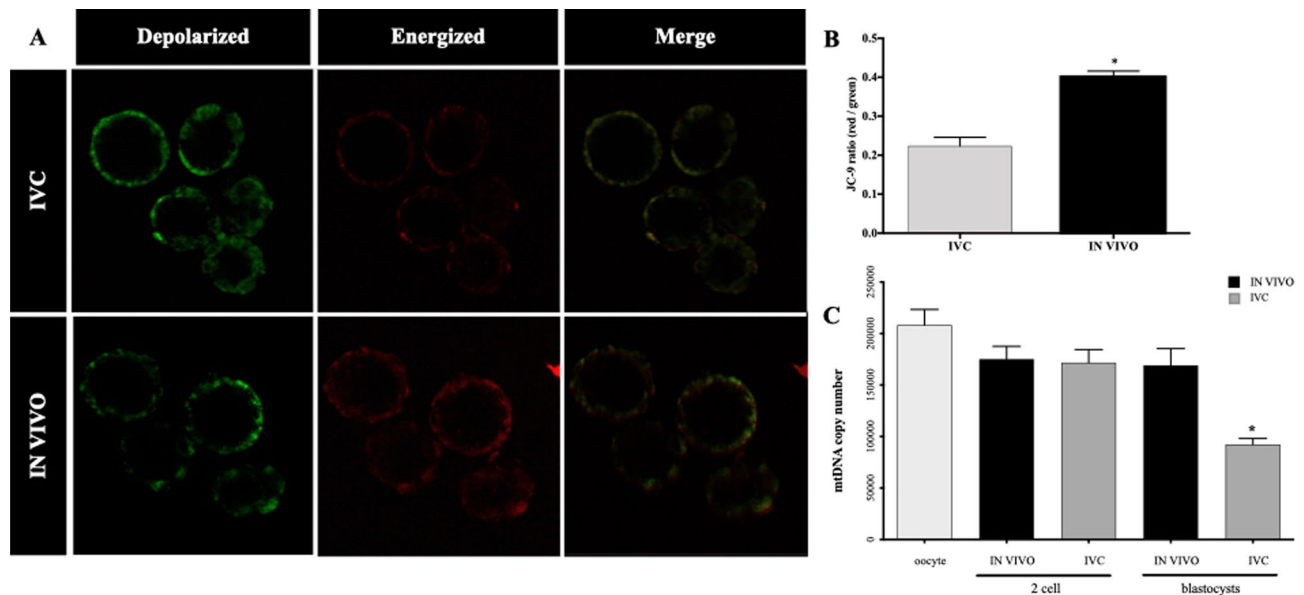 A
Depolarized
Energized
Merge
IVC
IN VIVO
B
0.5
0.4
0.3
0.2
0.1
0.0
JC-9 ratio (red / green)
*
IVC
IN VIVO
C
IN VIVO
IVC
250000
200000
150000
100000
50000
0
mtDNA copy number
*
oocyte
IN VIVO
IVC
IN VIVO
IVC
2 cell
blastocysts